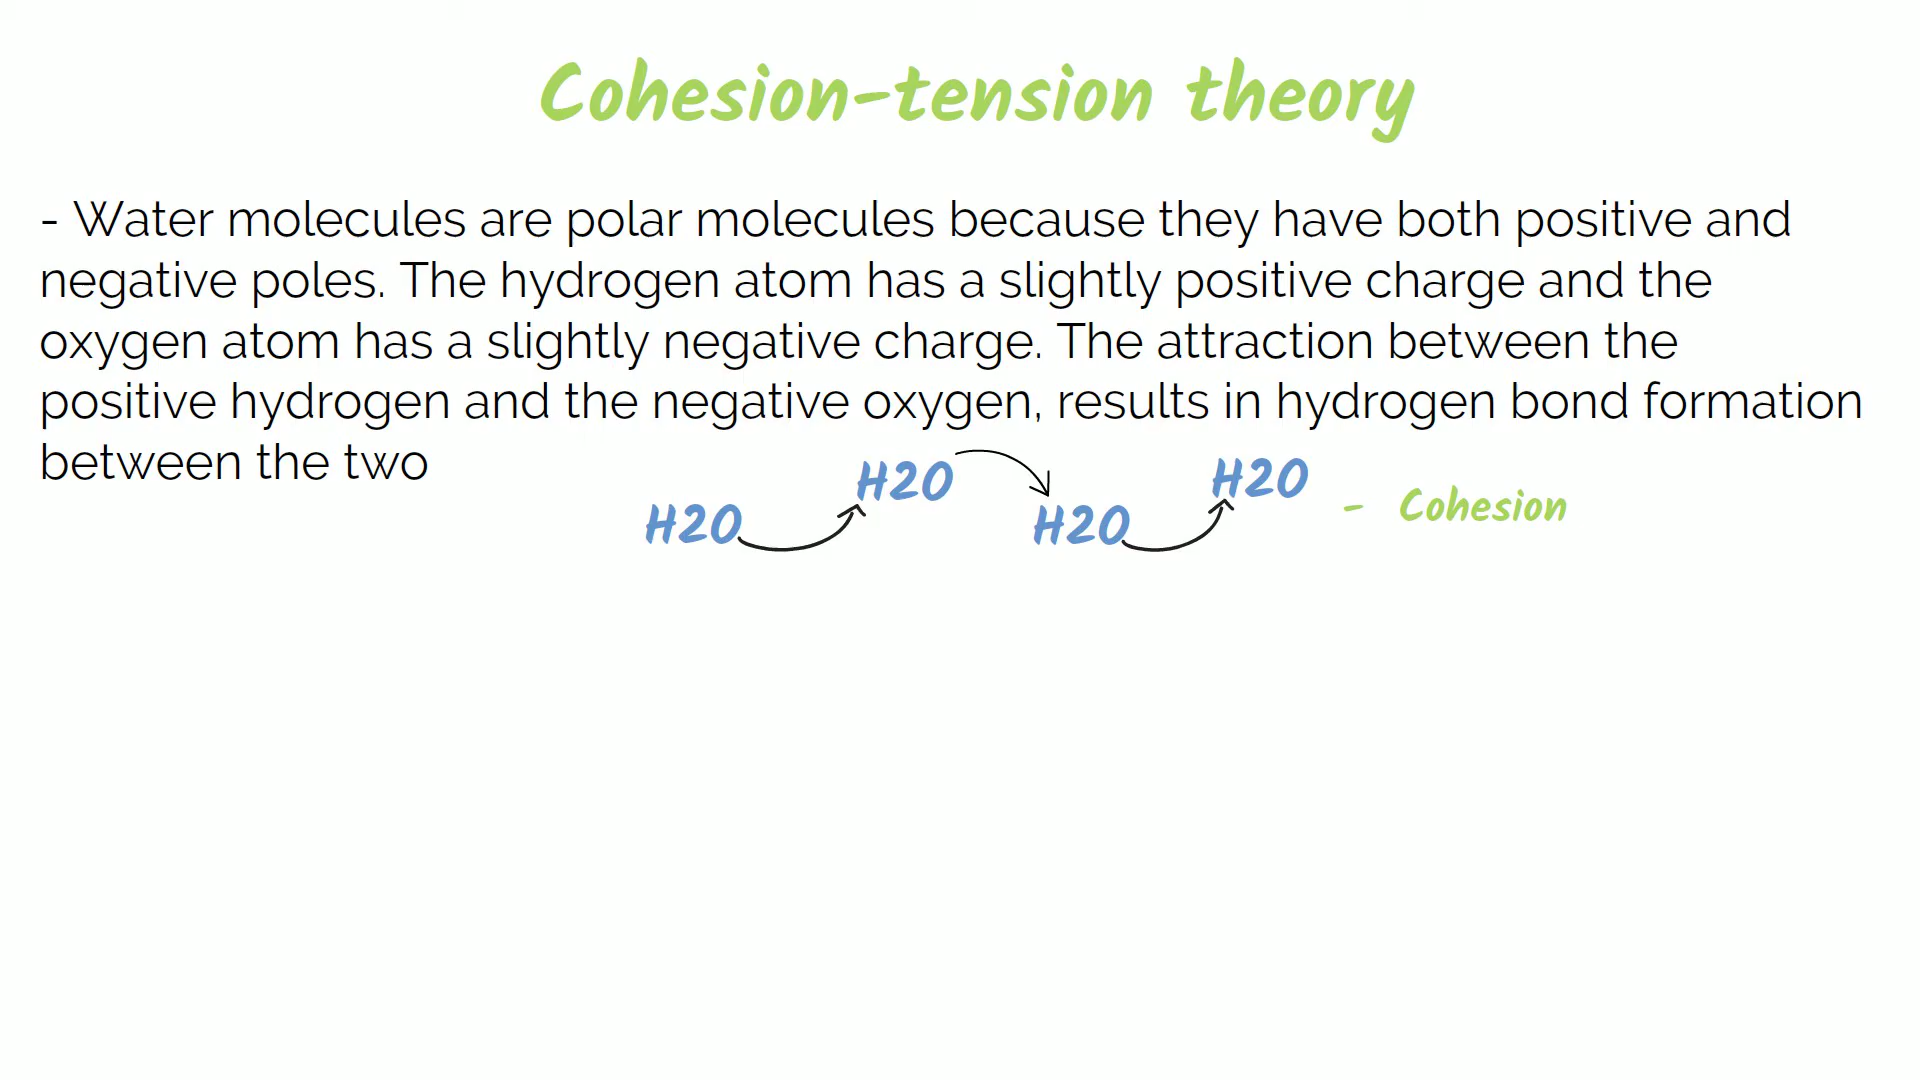 Cohesion-tension theory
- Water molecules are polar molecules because they have both positive and
negative poles. The hydrogen atom has a slightly positive charge and the
oxygen atom has a slightly negative charge. The attraction between the
positive hydrogen and the negative oxygen, results in hydrogen bond formation
between the two
H2O H2O H2O H2O - Cohesion